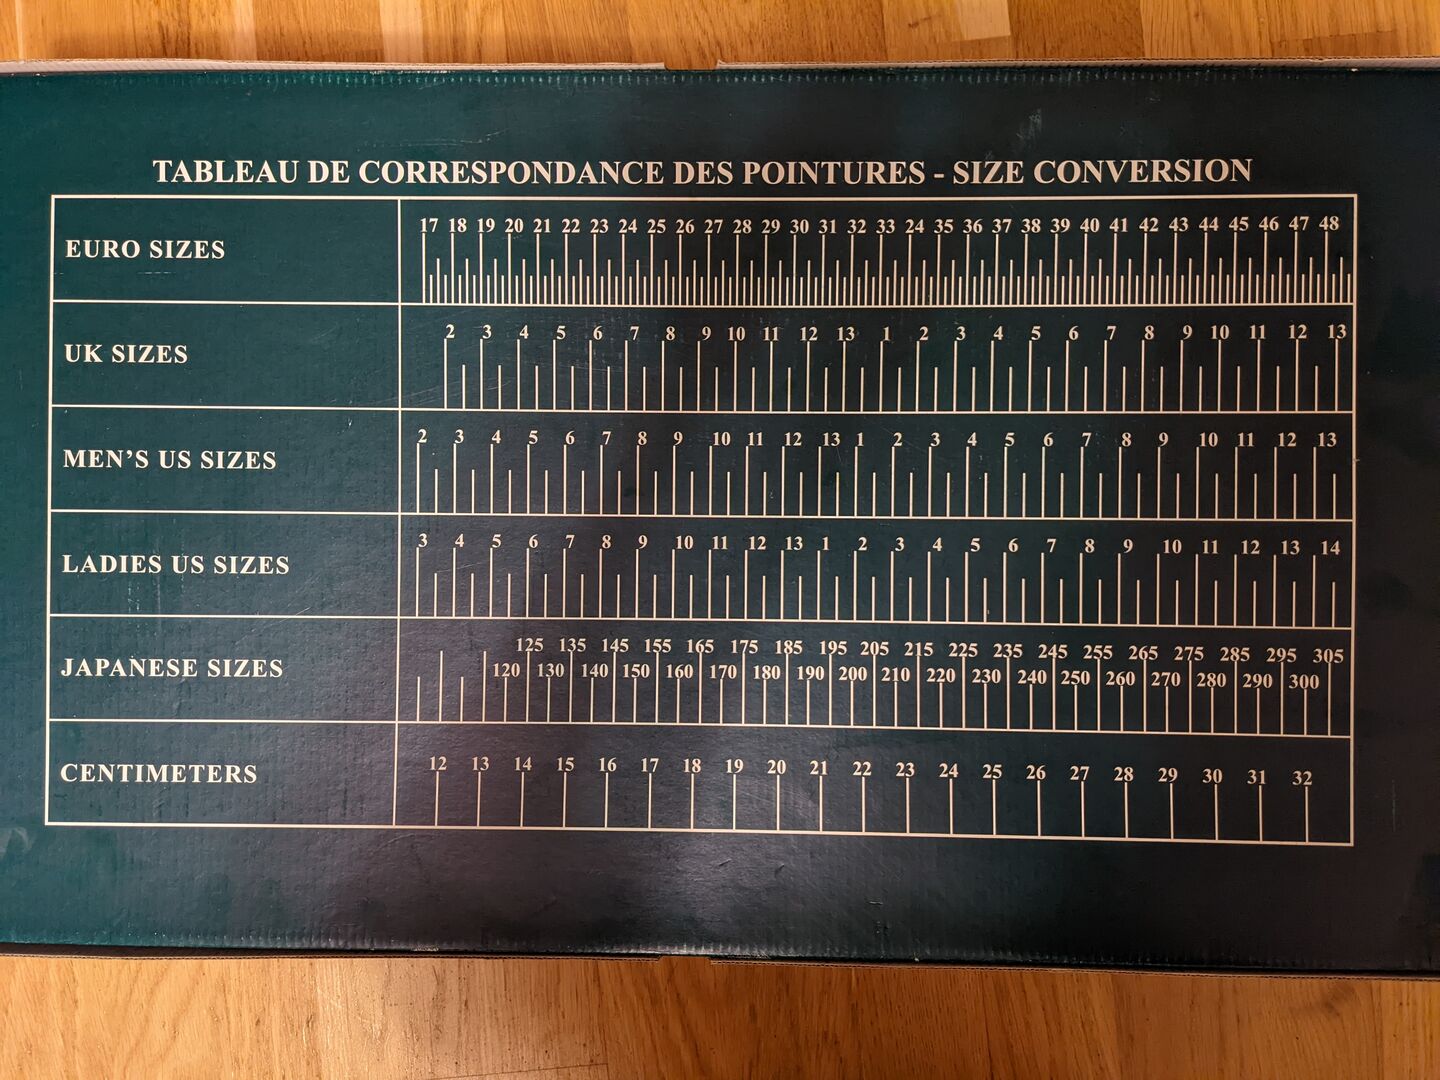 TABLEAU DE CORRESPONDANCE DES POINTURES - SIZE CONVERSION
EURO SIZES 17 18 19 20 21 22 23 24 25 26 27 28 29 30 31 32 33 24 35 36 37 38 39 40 41 42 43 44 45 46 47 48
UK SIZES 2 3 4 5 6 7 8 9 10 11 12 13 1 2 3 4 5 6 7 8 9 10 11 12 13
MEN'S US SIZES 2 3 4 5 6 7 8 9 10 11 12 13 1 2 3 4 5 6 7 8 9 10 11 12 13
LADIES US SIZES 3 4 5 6 7 8 9 10 11 12 13 1 2 3 4 5 6 7 8 9 10 11 12 13 14
125 135 145 155 165 175 185 195 205 215 225 235 245 255 265 275 285 295 305
JAPANESE SIZES 120 130 140 150 160 170 180 190 200 210 220 230 240 250 260 270 280 290 300
CENTIMETERS 12 13 14 15 16 17 18 19 20 21 22 23 24 25 26 27 28 29 30 31 32